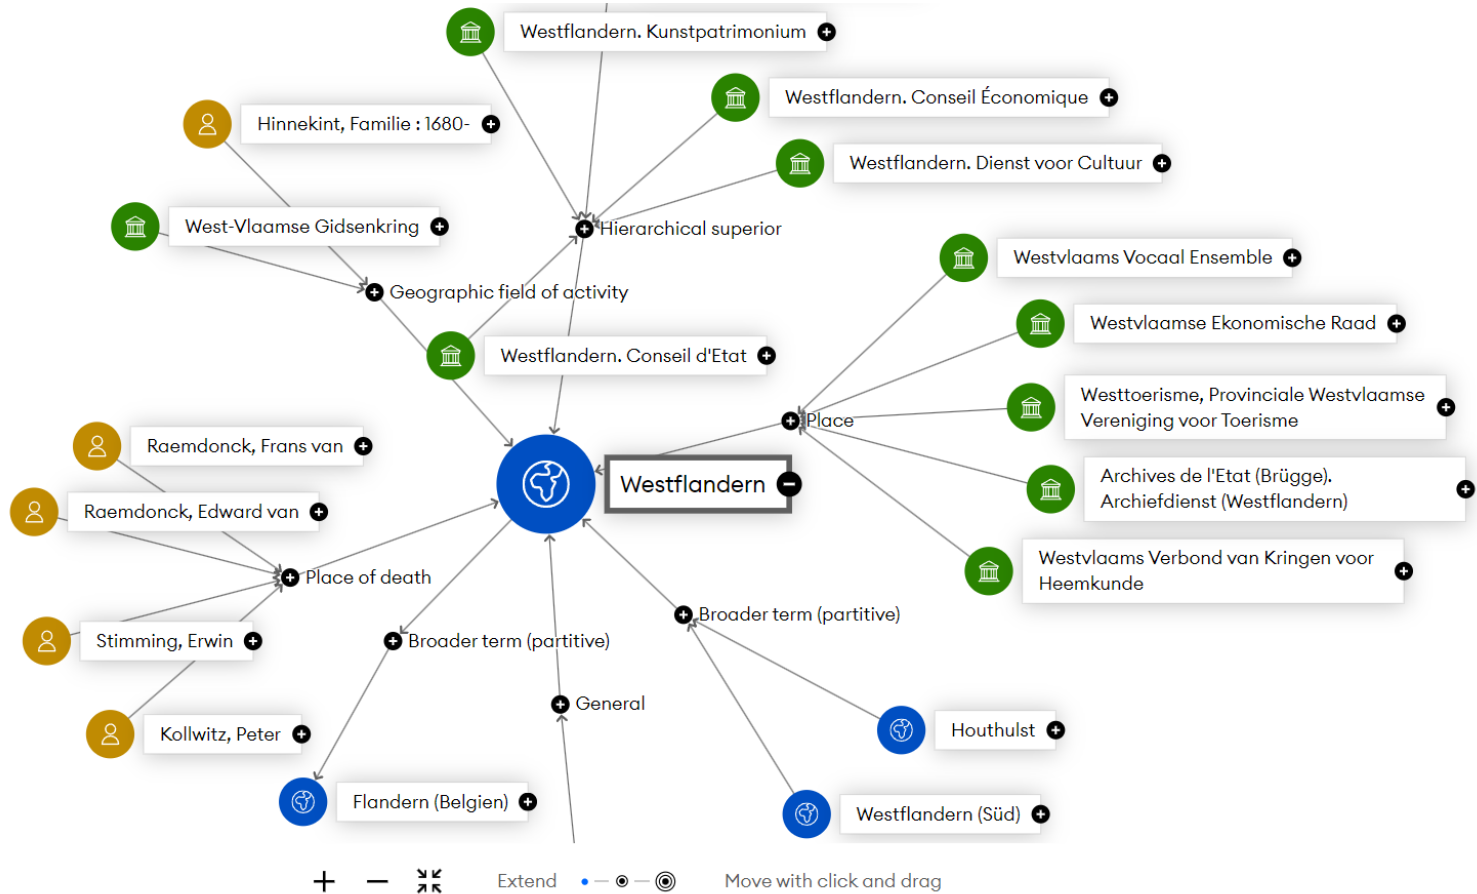 Westflandern. Kunstpatrimonium
Westflandern. Conseil Économique
Hinnekint, Familie : 1680-
Westflandern. Dienst voor Cultuur
West-Vlaamse Gidsenkring
Hierarchical superior
Westvlaams Vocaal Ensemble
Geographic field of activity
Westvlaamse Ekonomische Raad
Westflandern. Conseil d'Etat
Westtoerisme, Provinciale Westvlaamse
Vereniging voor Toerisme
Place
Raemdonck, Frans van
Westflandern
Archives de l'Etat (Brügge).
Archiefdienst (Westflandern)
Raemdonck, Edward van
Westvlaams Verbond van Kringen voor
Heemkunde
Place of death
Broader term (partitive)
Stimming, Erwin
Broader term (partitive)
General
Kollwitz, Peter
Houthulst
Flandern (Belgien)
Westflandern (Süd)
Extend
Move with click and drag